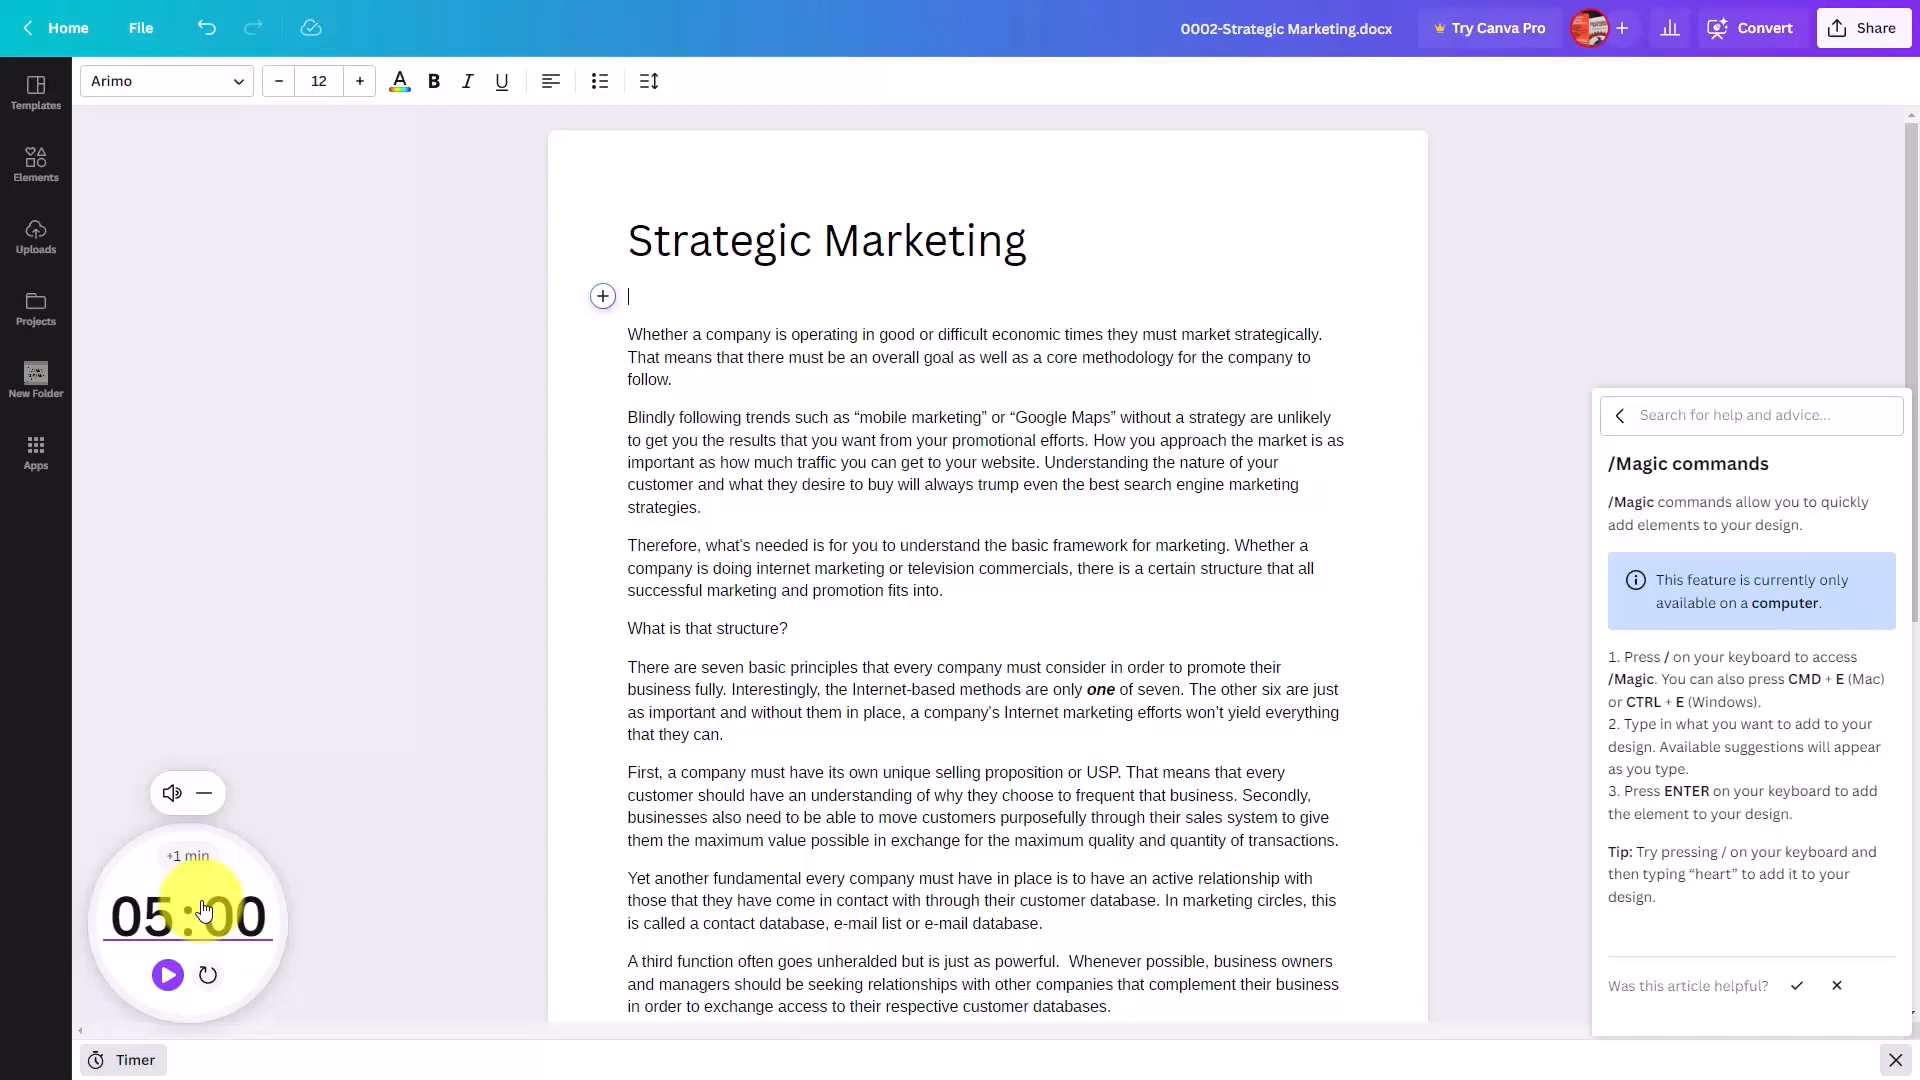 Home
File
0002-Strategic Marketing.docx
Try Canva Pro
Convert
Share
Arimo
12
B
I
U
A
Templates
Elements
Uploads
Projects
New Folder
Apps
Strategic Marketing
Whether a company is operating in good or difficult economic times they must market strategically.
That means that there must be an overall goal as well as a core methodology for the company to
follow.
Blindly following trends such as “mobile marketing” or “Google Maps” without a strategy are unlikely
to get you the results that you want from your promotional efforts. How you approach the market is as
important as how much traffic you can get to your website. Understanding the nature of your
customer and what they desire to buy will always trump even the best search engine marketing
strategies.
Therefore, what's needed is for you to understand the basic framework for marketing. Whether a
company is doing internet marketing or television commercials, there is a certain structure that all
successful marketing and promotion fits into.
What is that structure?
There are seven basic principles that every company must consider in order to promote their
business fully. Interestingly, the Internet-based methods are only one of seven. The other six are just
as important and without them in place, a company's Internet marketing efforts won't yield everything
that they can.
First, a company must have its own unique selling proposition or USP. That means that every
customer should have an understanding of why they choose to frequent that business. Secondly,
businesses also need to be able to move customers purposefully through their sales system to give
them the maximum value possible in exchange for the maximum quality and quantity of transactions.
Yet another fundamental every company must have in place is to have an active relationship with
those that they have come in contact with through their customer database. In marketing circles, this
is called a contact database, e-mail list or e-mail database.
A third function often goes unheralded but is just as powerful.  Whenever possible, business owners
and managers should be seeking relationships with other companies that complement their business
in order to exchange access to their respective customer databases.
Search for help and advice...
/Magic commands
/Magic commands allow you to quickly
add elements to your design.
This feature is currently only
available on a computer.
1. Press / on your keyboard to access
/Magic. You can also press CMD + E (Mac)
or CTRL + E (Windows).
2. Type in what you want to add to your
design. Available suggestions will appear
as you type.
3. Press ENTER on your keyboard to add
the element to your design.
Tip: Try pressing / on your keyboard and
then typing “heart” to add it to your
design.
Was this article helpful?
+1 min
05:00
Timer